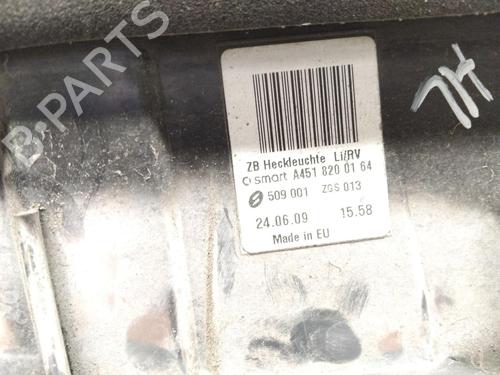 ZB Heckleuchte Li/RV
smart A451 820 01 64
509 001 ZGS 013
24.06.09 15.58
Made in EU
B-PARTS